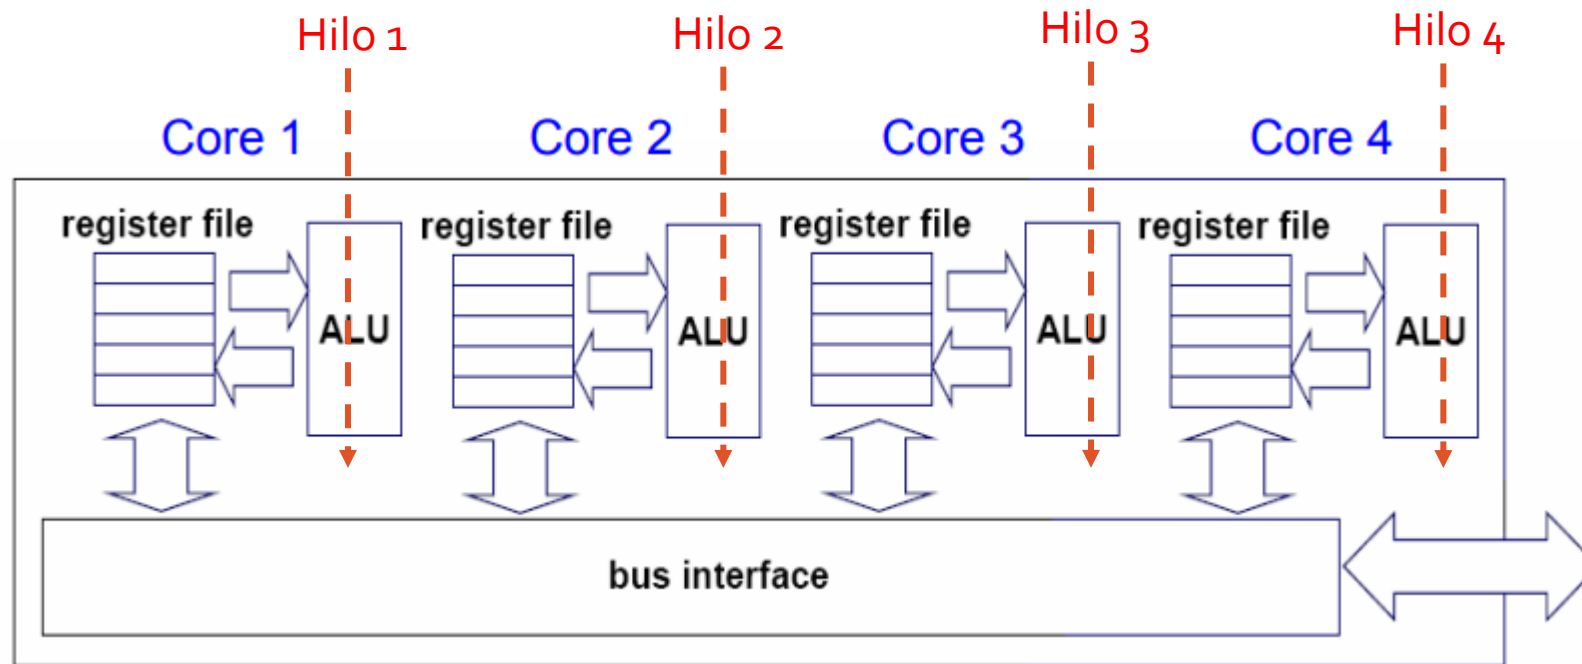 Hilo 1
Hilo 2
Hilo 3
Hilo 4
Core 1
Core 2
Core 3
Core 4
register file
register file
register file
register file
ALU
ALU
ALU
ALU
bus interface